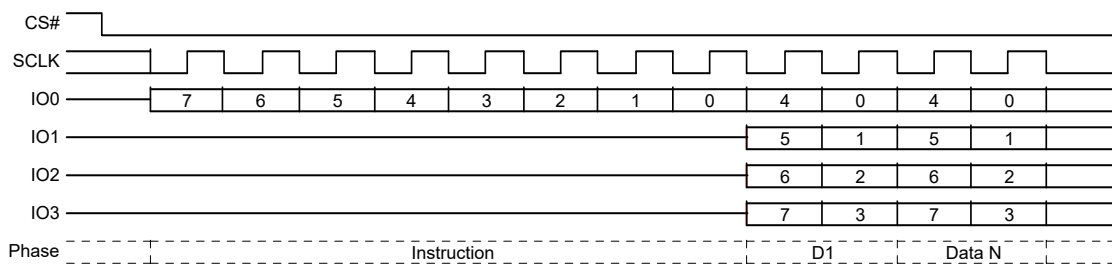 CS#
SCLK
IO0 7 6 5 4 3 2 1 0 4 0 4 0
IO1 5 1 5 1
IO2 6 2 6 2
IO3 7 3 7 3
Phase Instruction D1 Data N